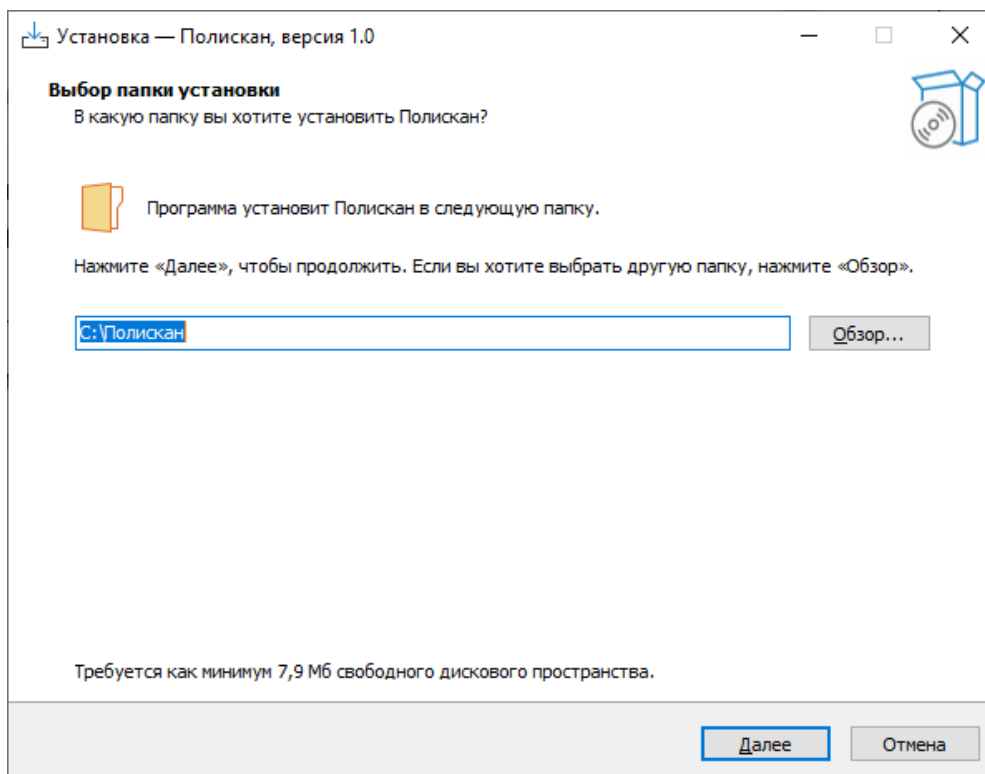 Установка — Полискан, версия 1.0
Выбор папки установки
В какую папку вы хотите установить Полискан?
Программа установит Полискан в следующую папку.
Нажмите «Далее», чтобы продолжить. Если вы хотите выбрать другую папку, нажмите «Обзор».
C:\Полискан
Обзор...
Требуется как минимум 7,9 Мб свободного дискового пространства.
Далее
Отмена